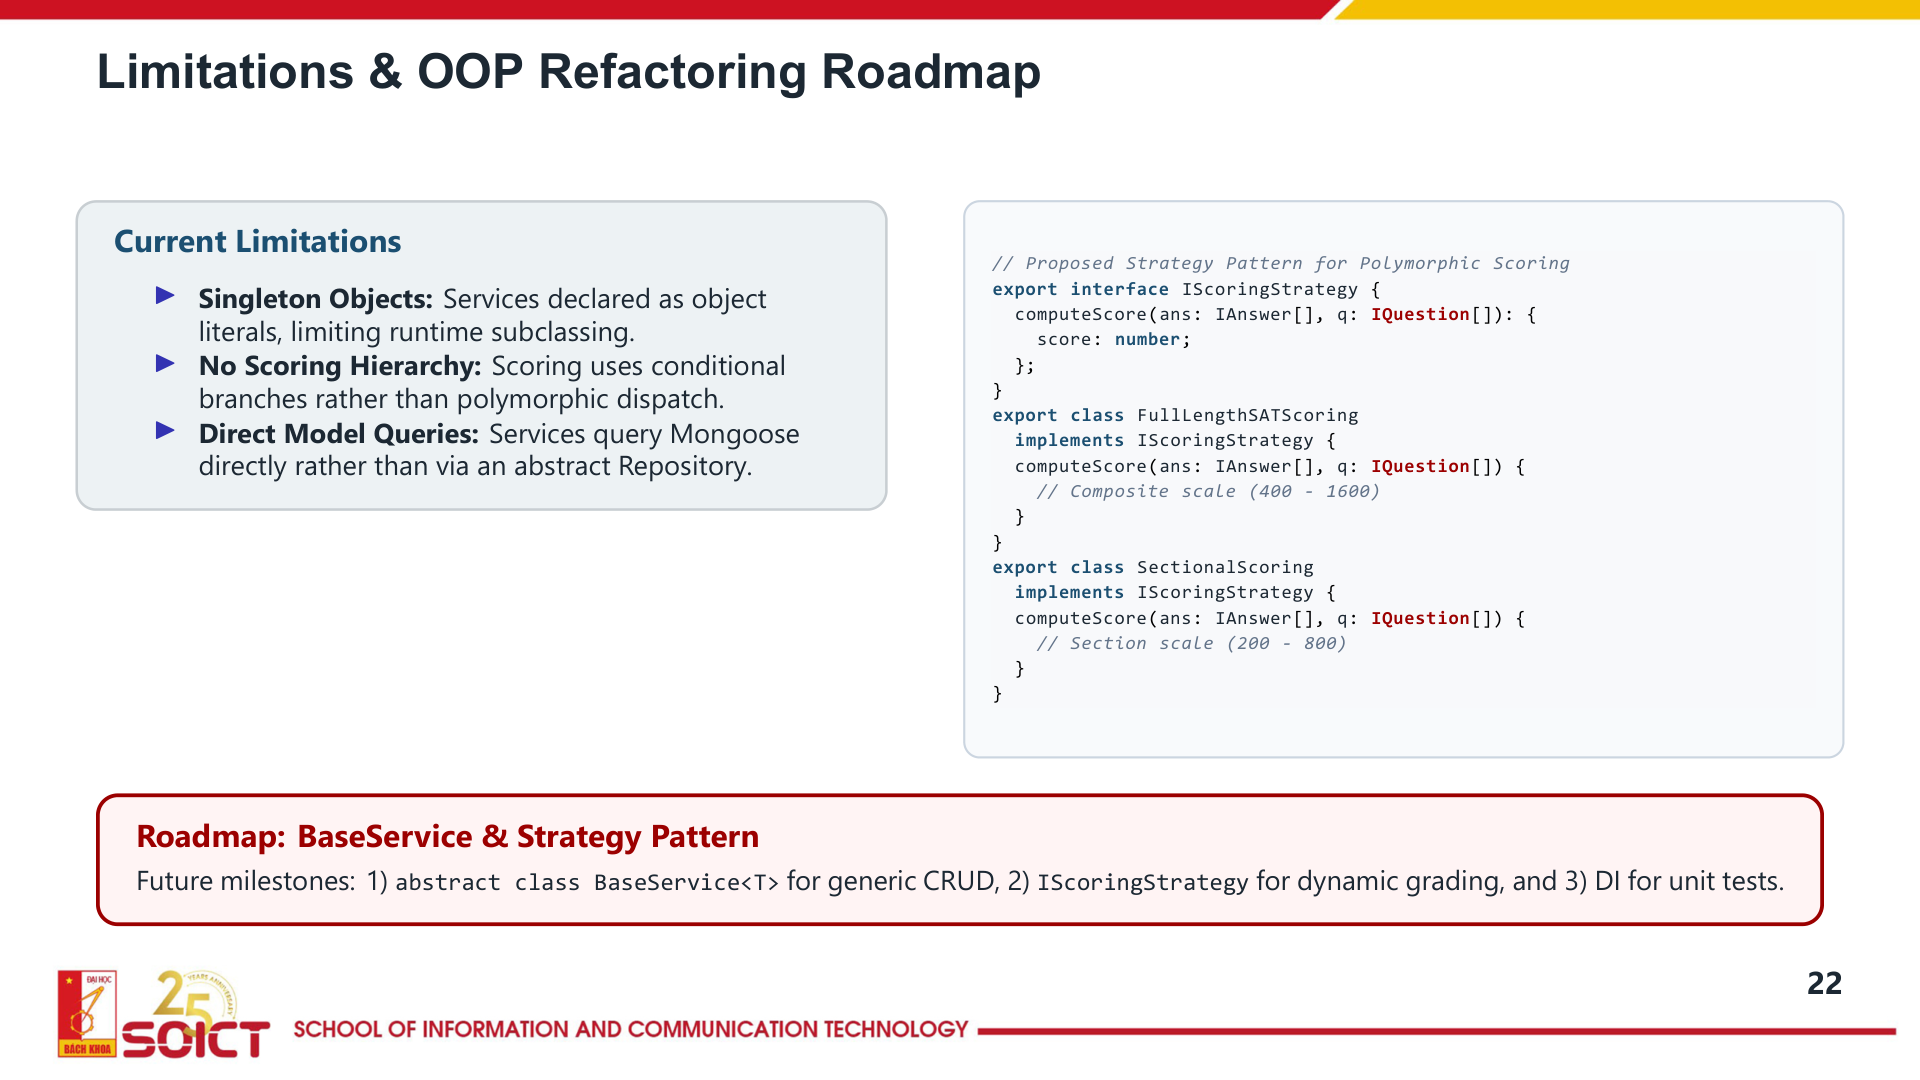 Limitations & OOP Refactoring Roadmap
Current Limitations
Singleton Objects: Services declared as object
literals, limiting runtime subclassing.
No Scoring Hierarchy: Scoring uses conditional
branches rather than polymorphic dispatch.
Direct Model Queries: Services query Mongoose
directly rather than via an abstract Repository.
// Proposed Strategy Pattern for Polymorphic Scoring
export interface IScoringStrategy {
  computeScore(ans: IAnswer[], q: IQuestion[]): {
    score: number;
  };
}
export class FullLengthSATScoring
  implements IScoringStrategy {
  computeScore(ans: IAnswer[], q: IQuestion[]) {
    // Composite scale (400 - 1600)
  }
}
export class SectionalScoring
  implements IScoringStrategy {
  computeScore(ans: IAnswer[], q: IQuestion[]) {
    // Section scale (200 - 800)
  }
}
Roadmap: BaseService & Strategy Pattern
Future milestones: 1) abstract class BaseService<T> for generic CRUD, 2) IScoringStrategy for dynamic grading, and 3) DI for unit tests.
22
ĐẠI HỌC
BÁCH KHOA
25
YEARS ANNIVERSARY
SOICT
SCHOOL OF INFORMATION AND COMMUNICATION TECHNOLOGY